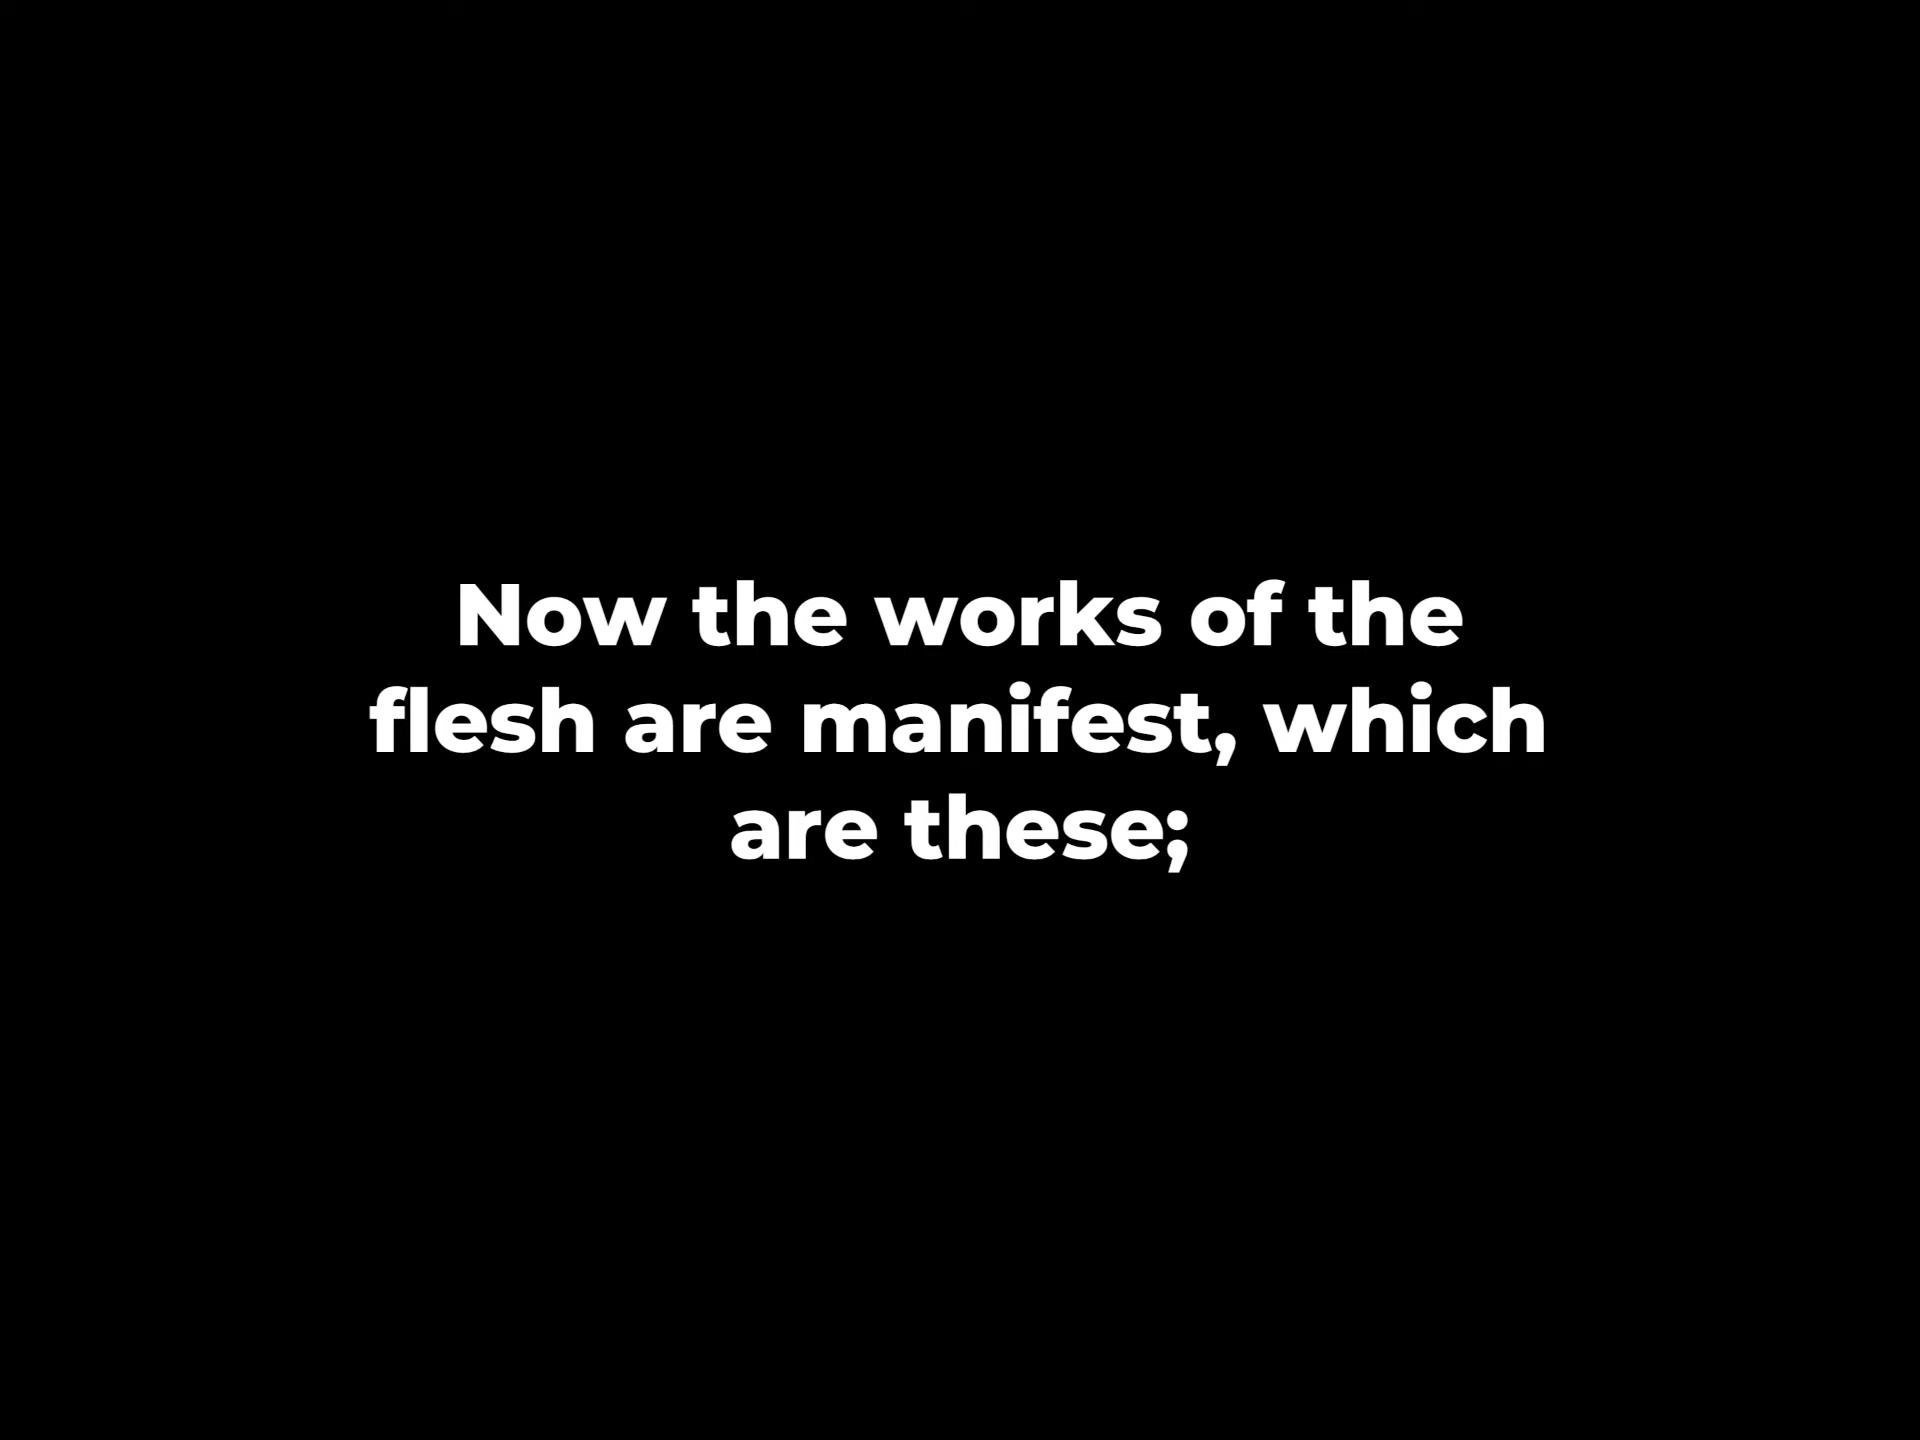 Now the works of the
flesh are manifest, which
are these;